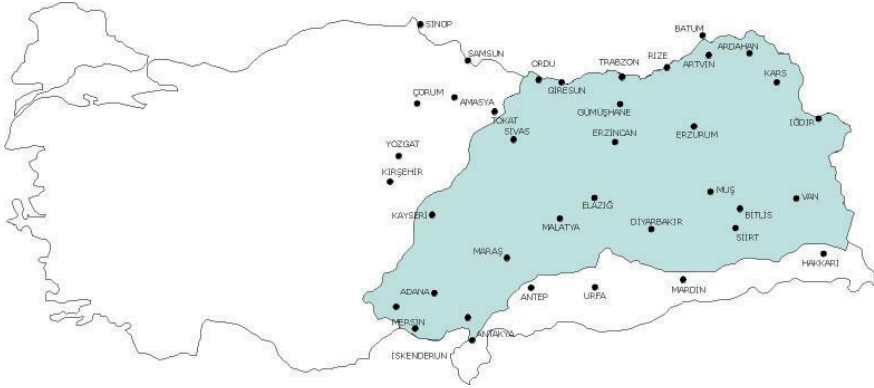 SİNOP
BATUM
ARDAHAN
SAMSUN
RİZE
ORDU
TRABZON
ARTVİN
KARS
GİRESUN
ÇORUM
AMASYA
GÜMÜŞHANE
TOKAT
IĞDIR
SİVAS
ERZİNCAN
ERZURUM
YOZGAT
KIRŞEHİR
MUŞ
VAN
ELAZIĞ
BİTLİS
KAYSERİ
MALATYA
DİYARBAKIR
SİİRT
MARAŞ
HAKKARİ
ADANA
ANTEP
URFA
MARDİN
MERSİN
ANTAKYA
İSKENDERUN